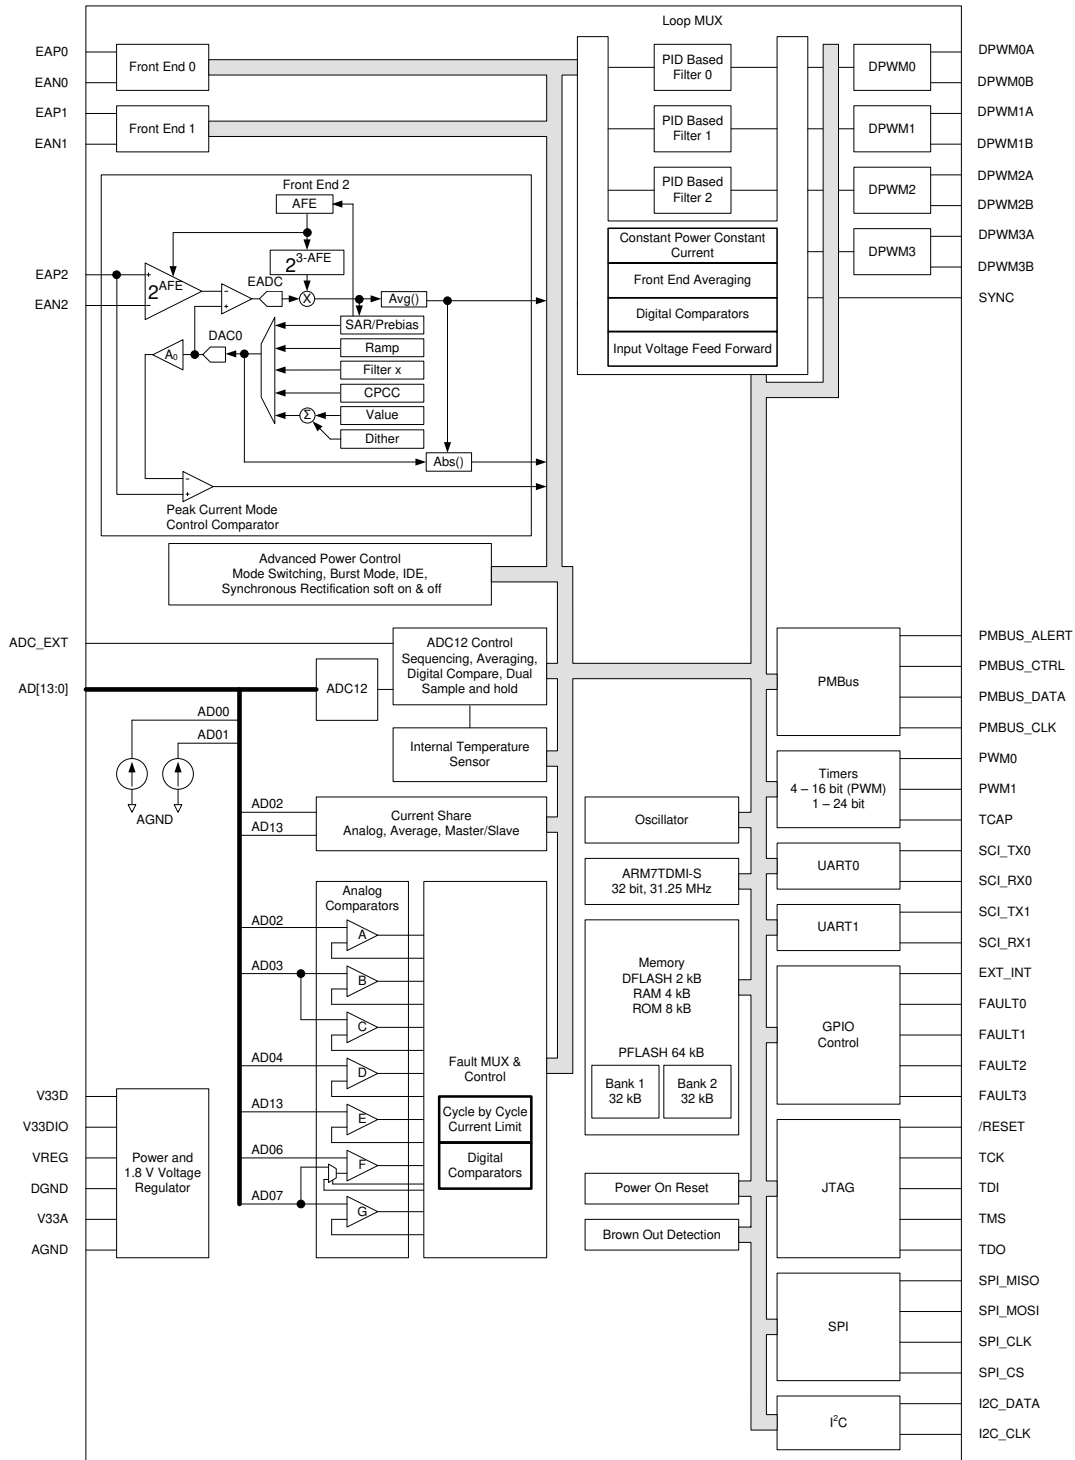 Loop MUX
EAP0
EAN0
EAP1
EAN1
Front End 0
Front End 1
PID Based
Filter 0
PID Based
Filter 1
PID Based
Filter 2
DPWM0
DPWM1
DPWM2
DPWM3
DPWM0A
DPWM0B
DPWM1A
DPWM1B
DPWM2A
DPWM2B
DPWM3A
DPWM3B
SYNC
Constant Power Constant
Current
Front End Averaging
Digital Comparators
Input Voltage Feed Forward
Front End 2
AFE
2^3-AFE
EAP2
EAN2
+
−
2^AFE
−
+
EADC
X
Avg()
SAR/Prebias
DAC0
A0
Ramp
Filter x
CPCC
Σ
Value
Dither
Abs()
−
+
Peak Current Mode
Control Comparator
Advanced Power Control
Mode Switching, Burst Mode, IDE,
Synchronous Rectification soft on & off
ADC_EXT
AD[13:0]
ADC12
ADC12 Control
Sequencing, Averaging,
Digital Compare, Dual
Sample and hold
AD00
AD01
AGND
Internal Temperature
Sensor
AD02
AD13
Current Share
Analog, Average, Master/Slave
Analog
Comparators
AD02
A
AD03
B
C
AD04
D
AD13
E
AD06
F
AD07
G
Fault MUX &
Control
Cycle by Cycle
Current Limit
Digital
Comparators
V33D
V33DIO
VREG
DGND
V33A
AGND
Power and
1.8 V Voltage
Regulator
Oscillator
ARM7TDMI-S
32 bit, 31.25 MHz
Memory
DFLASH 2 kB
RAM 4 kB
ROM 8 kB
PFLASH 64 kB
Bank 1
32 kB
Bank 2
32 kB
Power On Reset
Brown Out Detection
PMBus
PMBUS_ALERT
PMBUS_CTRL
PMBUS_DATA
PMBUS_CLK
Timers
4 – 16 bit (PWM)
1 – 24 bit
PWM0
PWM1
TCAP
UART0
SCI_TX0
SCI_RX0
UART1
SCI_TX1
SCI_RX1
GPIO
Control
EXT_INT
FAULT0
FAULT1
FAULT2
FAULT3
JTAG
/RESET
TCK
TDI
TMS
TDO
SPI
SPI_MISO
SPI_MOSI
SPI_CLK
SPI_CS
I²C
I2C_DATA
I2C_CLK